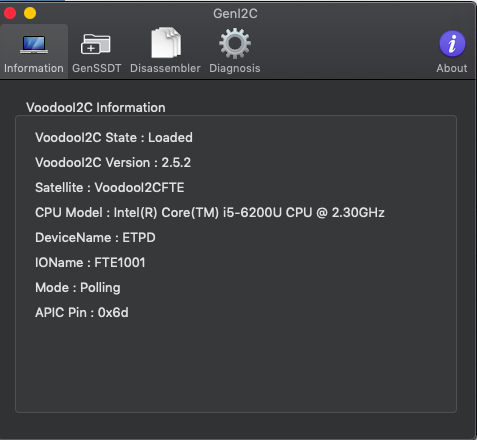 GenI2C
Information
GenSSDT
Disassembler
Diagnosis
About
VoodooI2C Information
VoodooI2C State : Loaded
VoodooI2C Version : 2.5.2
Satellite : VoodooI2CFTE
CPU Model : Intel(R) Core(TM) i5-6200U CPU @ 2.30GHz
DeviceName : ETPD
IOName : FTE1001
Mode : Polling
APIC Pin : 0x6d